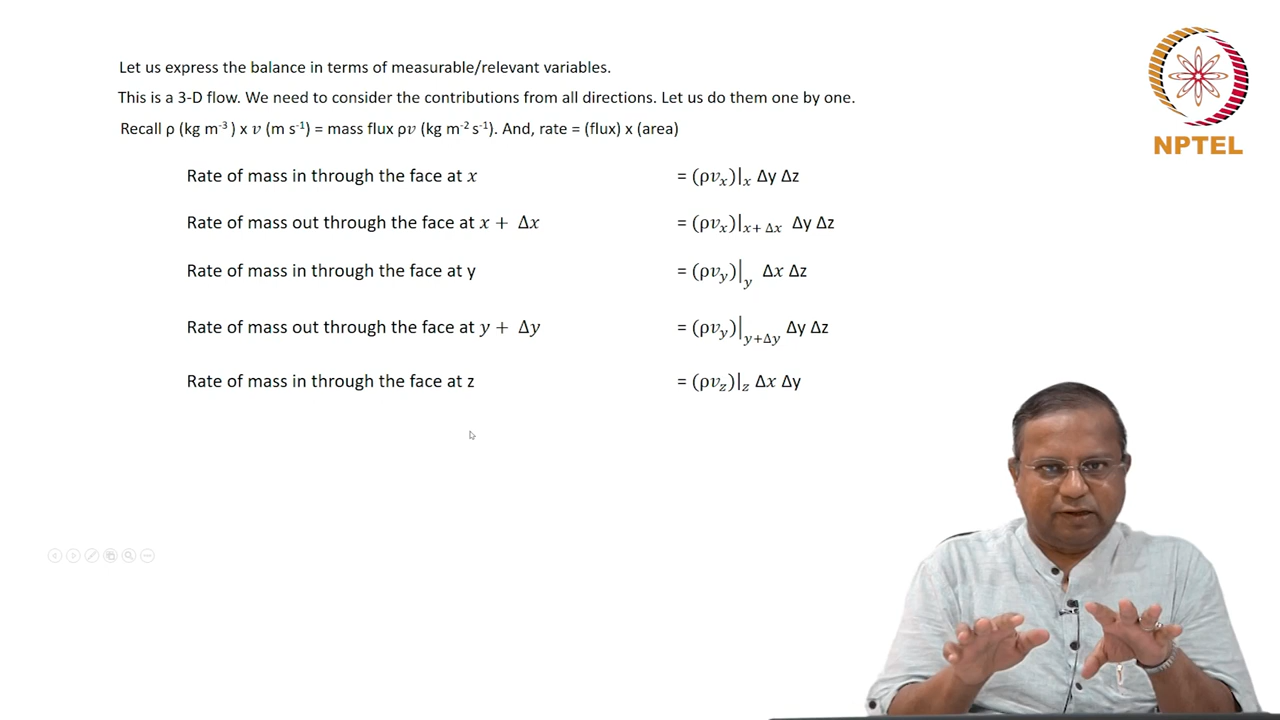 Let us express the balance in terms of measurable/relevant variables.
This is a 3-D flow. We need to consider the contributions from all directions. Let us do them one by one.
Recall ρ (kg m⁻³) x v (m s⁻¹) = mass flux ρv (kg m⁻² s⁻¹). And, rate = (flux) x (area)
Rate of mass in through the face at x = (ρvₓ)|ₓ Δy Δz
Rate of mass out through the face at x + Δx = (ρvₓ)|ₓ₊ Δₓ Δy Δz
Rate of mass in through the face at y = (ρv_y)|_y Δx Δz
Rate of mass out through the face at y + Δy = (ρv_y)|_y+Δy Δy Δz
Rate of mass in through the face at z = (ρv_z)|_z Δx Δy
NPTEL